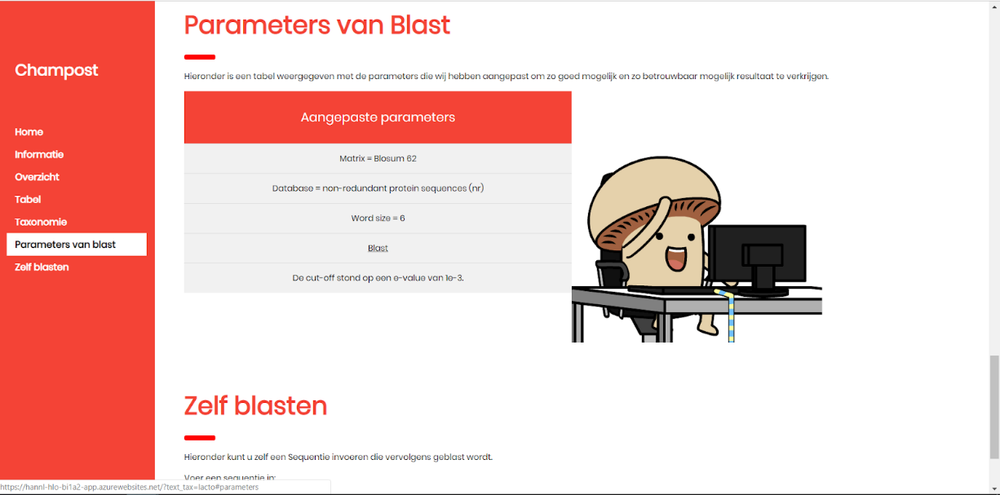 Champost
Home
Informatie
Overzicht
Tabel
Taxonomie
Parameters van blast
Zelf blasten
Parameters van Blast
Hieronder is een tabel weergegeven met de parameters die wij hebben aangepast om zo goed mogelijk en zo betrouwbaar mogelijk resultaat te verkrijgen.
Aangepaste parameters
Matrix = Blosum 62
Database = non-redundant protein sequences (nr)
Word size = 6
Blast
De cut-off stond op een e-value van 1e-3.
Zelf blasten
Hieronder kunt u zelf een Sequentie invoeren die vervolgens geblast wordt.
Voer een sequentie in:
https://hannl-hlo-bi1a2-app.azurewebsites.net/?text_tax=lacto#parameters